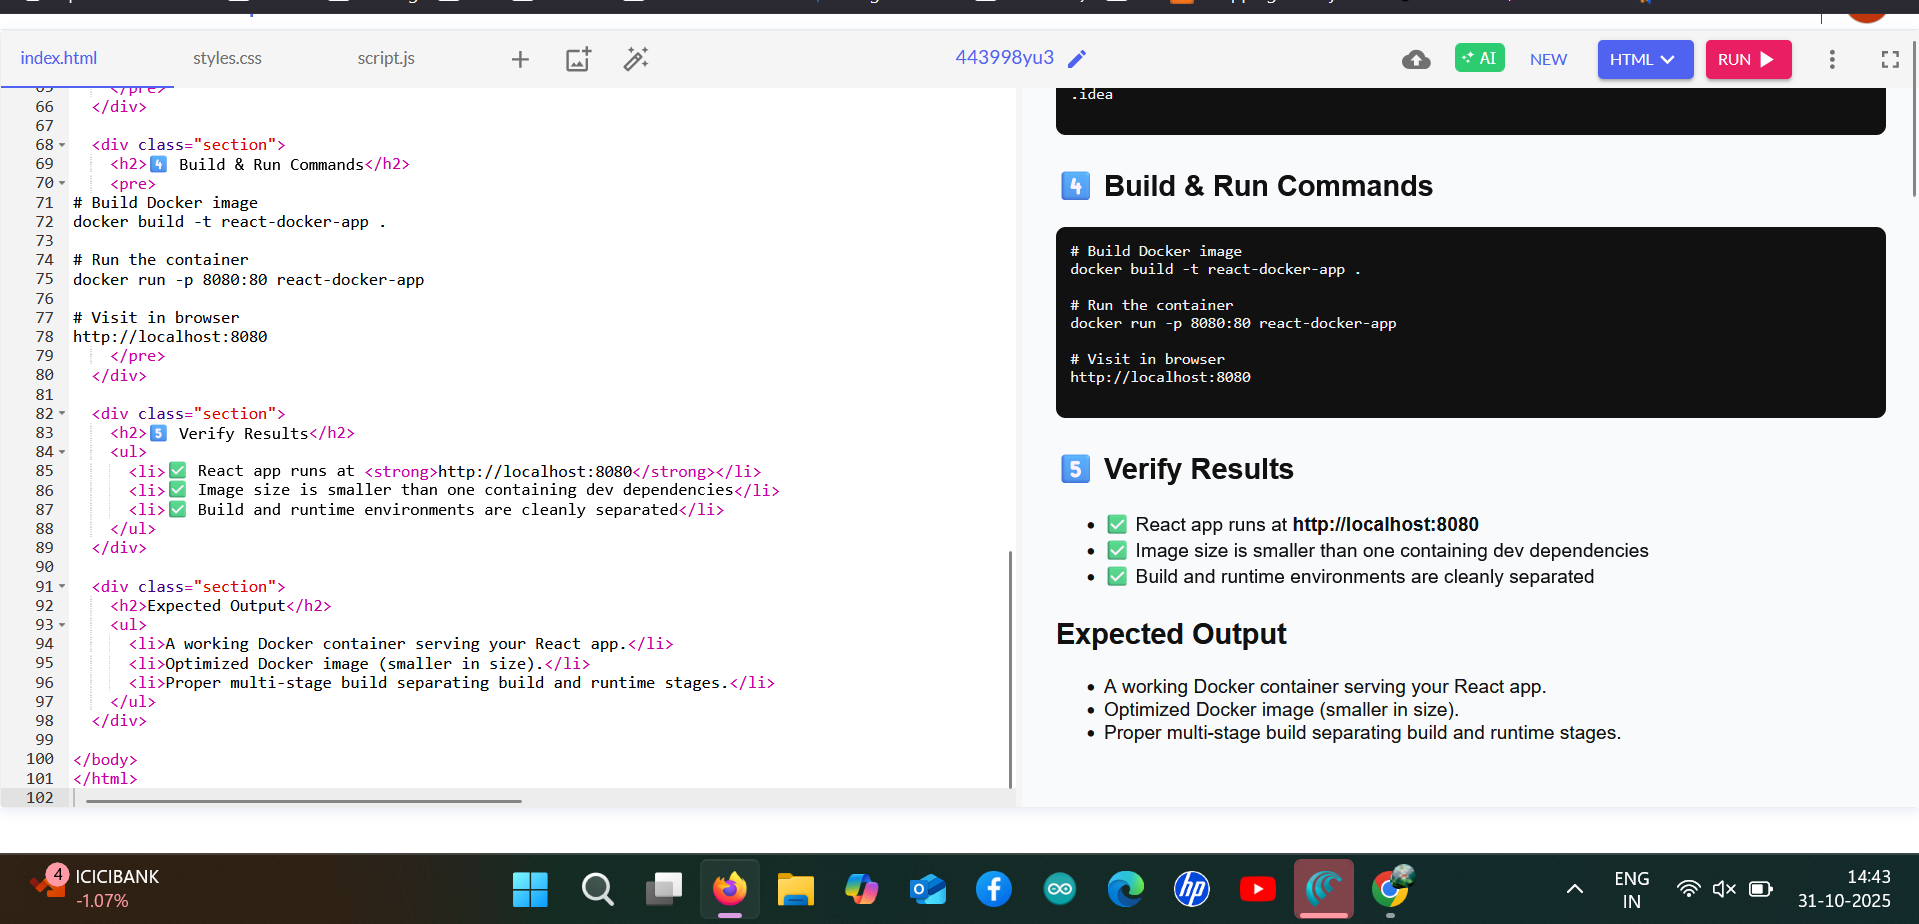 index.html styles.css script.js 443998yu3 AI NEW HTML RUN
65 </pre>
66 </div>
67
68 <div class="section">
69 <h2>4️⃣ Build & Run Commands</h2>
70 <pre>
71 # Build Docker image
72 docker build -t react-docker-app .
73
74 # Run the container
75 docker run -p 8080:80 react-docker-app
76
77 # Visit in browser
78 http://localhost:8080
79 </pre>
80 </div>
81
82 <div class="section">
83 <h2>5️⃣ Verify Results</h2>
84 <ul>
85 <li>✅ React app runs at <strong>http://localhost:8080</strong></li>
86 <li>✅ Image size is smaller than one containing dev dependencies</li>
87 <li>✅ Build and runtime environments are cleanly separated</li>
88 </ul>
89 </div>
90
91 <div class="section">
92 <h2>Expected Output</h2>
93 <ul>
94 <li>A working Docker container serving your React app.</li>
95 <li>Optimized Docker image (smaller in size).</li>
96 <li>Proper multi-stage build separating build and runtime stages.</li>
97 </ul>
98 </div>
99
100 </body>
101 </html>
102
.idea
4️⃣ Build & Run Commands
# Build Docker image
docker build -t react-docker-app .
# Run the container
docker run -p 8080:80 react-docker-app
# Visit in browser
http://localhost:8080
5️⃣ Verify Results
• ✅ React app runs at http://localhost:8080
• ✅ Image size is smaller than one containing dev dependencies
• ✅ Build and runtime environments are cleanly separated
Expected Output
• A working Docker container serving your React app.
• Optimized Docker image (smaller in size).
• Proper multi-stage build separating build and runtime stages.
4 ICICIBANK
-1.07%
hp
ENG
IN
14:43
31-10-2025